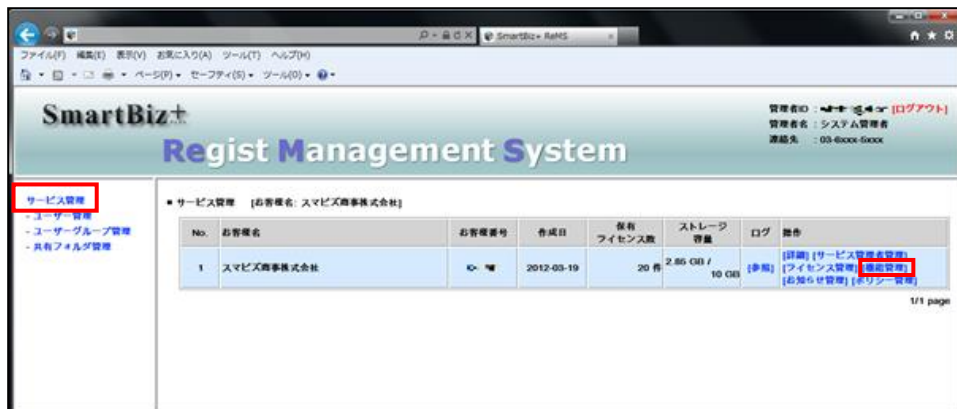 SmartBiz+ ReMS
ファイル(F) 編集(E) 表示(V) お気に入り(A) ツール(T) ヘルプ(H)
ページ(P) セーフティ(S) ツール(O)
SmartBiz+
Regist Management System
管理者ID : [ログアウト]
管理者名 : システム管理者
連絡先 : 03-6xxx-5xxx
サービス管理
- ユーザー管理
- ユーザーグループ管理
- 共有フォルダ管理
■ サービス管理 [お客様名: スマビズ商事株式会社]
No. お客様名 お客様番号 作成日 保有ライセンス数 ストレージ容量 ログ 操作
1 スマビズ商事株式会社 2012-03-19 20 件 2.86 GB / 10 GB [参照] [詳細] [サービス管理者管理]
[ライセンス管理] [機能管理]
[お知らせ管理] [ポリシー管理]
1/1 page